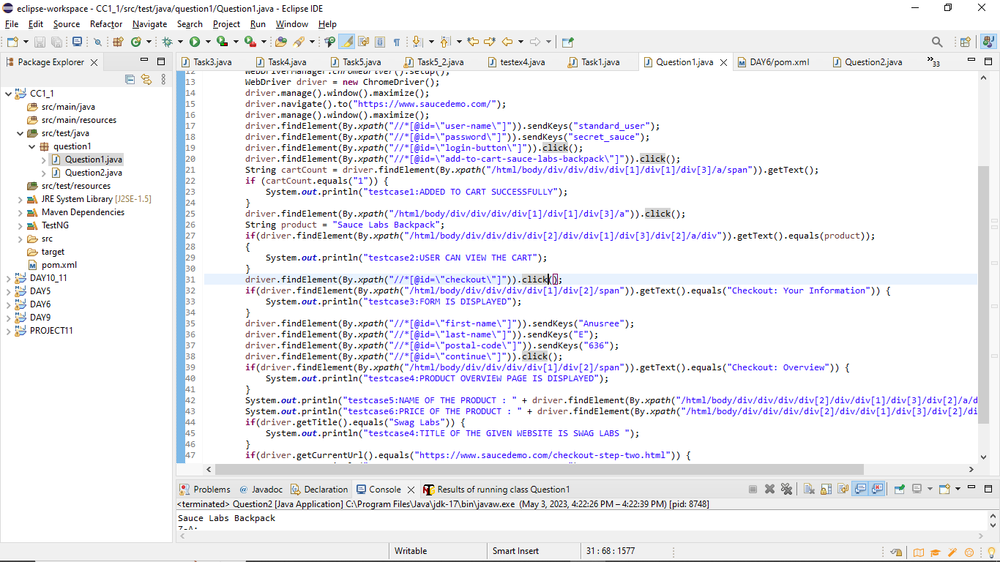 eclipse-workspace - CC1_1/src/test/java/question1/Question1.java - Eclipse IDE
File Edit Source Refactor Navigate Search Project Run Window Help
Package Explorer
Task3.java Task4.java Task5.java Task5_2.java testex4.java Task1.java Question1.java DAY6/pom.xml Question2.java 33
CC1_1
src/main/java
src/main/resources
src/test/java
question1
Question1.java
Question2.java
src/test/resources
JRE System Library [J2SE-1.5]
Maven Dependencies
TestNG
src
target
pom.xml
DAY10_11
DAY5
DAY6
DAY9
PROJECT11
12 WebDriverManager.chromedriver().setup();
13 WebDriver driver = new ChromeDriver();
14 driver.manage().window().maximize();
15 driver.navigate().to("https://www.saucedemo.com/");
16 driver.manage().window().maximize();
17 driver.findElement(By.xpath("//*[@id=\"user-name\"]")).sendKeys("standard_user");
18 driver.findElement(By.xpath("//*[@id=\"password\"]")).sendKeys("secret_sauce");
19 driver.findElement(By.xpath("//*[@id=\"login-button\"]")).click();
20 driver.findElement(By.xpath("//*[@id=\"add-to-cart-sauce-labs-backpack\"]")).click();
21 String cartCount = driver.findElement(By.xpath("/html/body/div/div/div/div[1]/div[1]/div[3]/a/span")).getText();
22 if (cartCount.equals("1")) {
23 System.out.println("testcase1:ADDED TO CART SUCCESSFULLY");
24 }
25 driver.findElement(By.xpath("/html/body/div/div/div/div[1]/div[1]/div[3]/a")).click();
26 String product = "Sauce Labs Backpack";
27 if(driver.findElement(By.xpath("/html/body/div/div/div/div[2]/div/div[1]/div[3]/div[2]/a/div")).getText().equals(product));
28 {
29 System.out.println("testcase2:USER CAN VIEW THE CART");
30 }
31 driver.findElement(By.xpath("//*[@id=\"checkout\"]")).click();
32 if(driver.findElement(By.xpath("/html/body/div/div/div/div[1]/div[2]/span")).getText().equals("Checkout: Your Information")) {
33 System.out.println("testcase3:FORM IS DISPLAYED");
34 }
35 driver.findElement(By.xpath("//*[@id=\"first-name\"]")).sendKeys("Anusree");
36 driver.findElement(By.xpath("//*[@id=\"last-name\"]")).sendKeys("E");
37 driver.findElement(By.xpath("//*[@id=\"postal-code\"]")).sendKeys("636");
38 driver.findElement(By.xpath("//*[@id=\"continue\"]")).click();
39 if(driver.findElement(By.xpath("/html/body/div/div/div/div[1]/div[2]/span")).getText().equals("Checkout: Overview")) {
40 System.out.println("testcase4:PRODUCT OVERVIEW PAGE IS DISPLAYED");
41 }
42 System.out.println("testcase5:NAME OF THE PRODUCT : " + driver.findElement(By.xpath("/html/body/div/div/div/div[2]/div/div[1]/div[3]/div[2]/a/d
43 System.out.println("testcase6:PRICE OF THE PRODUCT : " + driver.findElement(By.xpath("/html/body/div/div/div/div[2]/div/div[1]/div[3]/div[2]/di
44 if(driver.getTitle().equals("Swag Labs")) {
45 System.out.println("testcase4:TITLE OF THE GIVEN WEBSITE IS SWAG LABS ");
46 }
47 if(driver.getCurrentUrl().equals("https://www.saucedemo.com/checkout-step-two.html")) {
Problems Javadoc Declaration Console Results of running class Question1
<terminated> Question2 [Java Application] C:\Program Files\Java\jdk-17\bin\javaw.exe (May 3, 2023, 4:22:26 PM – 4:22:39 PM) [pid: 8748]
Sauce Labs Backpack
Z-A:
Writable Smart Insert 31 : 68 : 1577